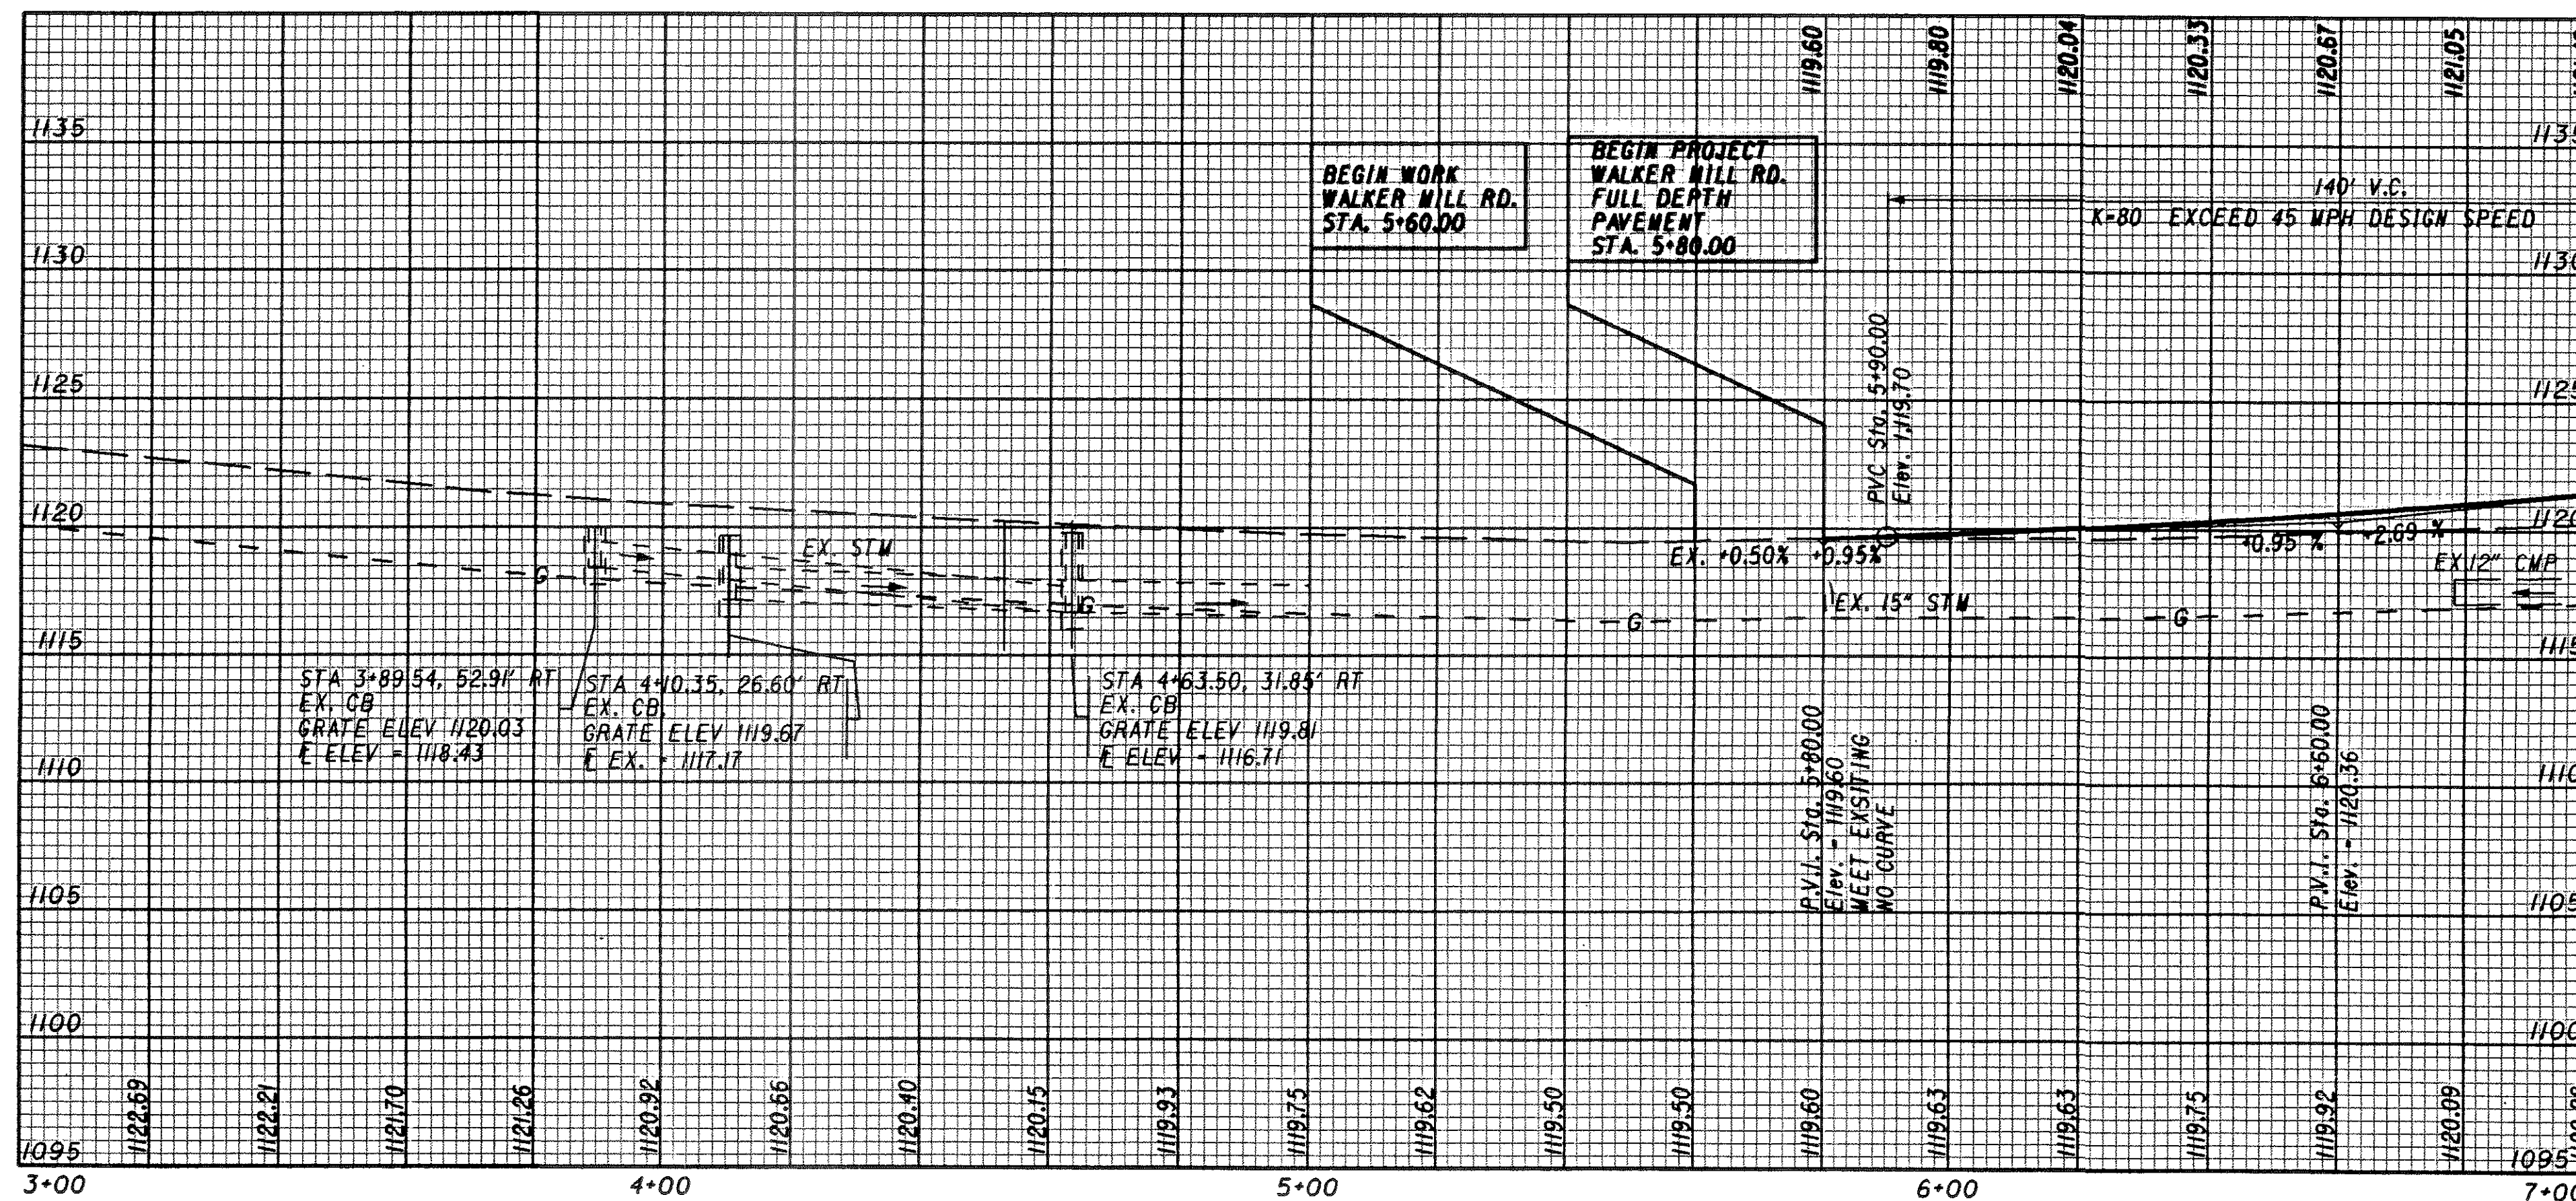 1119.60
1119.80
1120.04
1120.33
1120.67
1121.05
1135
1130
1125
1120
1115
1110
1105
1100
1095
BEGIN WORK
WALKER MILL RD.
STA. 5+60.00
BEGIN PROJECT
WALKER MILL RD.
FULL DEPTH
PAVEMENT
STA. 5+80.00
140' V.C.
K=80 EXCEED 45 MPH DESIGN SPEED
PVC Sta. 5+90.00
Elev. 1,119.70
EX. STM
G
G
G
G
EX. +0.50%
+0.95%
+0.95 %
+2.69 %
EX. 15" STM
EX 12" CMP
STA 3+89.54, 52.91' RT
EX. CB
GRATE ELEV 1120.03
E ELEV = 1118.43
STA 4+10.35, 26.60' RT
EX. CB
GRATE ELEV 1119.67
E EX. = 1117.17
STA 4+63.50, 31.85' RT
EX. CB
GRATE ELEV 1119.81
E ELEV = 1116.71
P.V.I. Sta. 5+80.00
Elev. = 1119.60
MEET EXSITING
NO CURVE
P.V.I. Sta. 6+60.00
Elev. = 1120.36
1122.69
1122.21
1121.70
1121.26
1120.92
1120.66
1120.40
1120.15
1119.93
1119.75
1119.62
1119.50
1119.50
1119.60
1119.63
1119.63
1119.75
1119.92
1120.09
1095
3+00
4+00
5+00
6+00